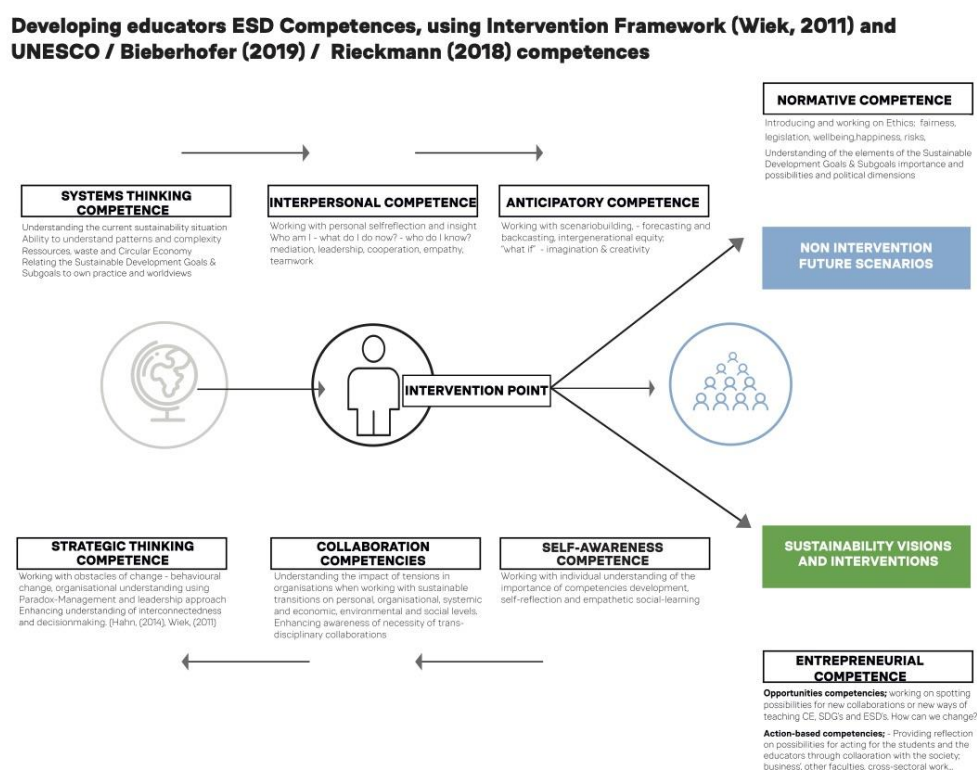 Developing educators ESD Competences, using Intervention Framework (Wiek, 2011) and
UNESCO / Bieberhofer (2019) / Rieckmann (2018) competences
NORMATIVE COMPETENCE
Introducing and working on Ethics; fairness,
legislation, wellbeing,happiness, risks,
Understanding of the elements of the Sustainable
Development Goals & Subgoals importance and
possibilities and political dimensions
SYSTEMS THINKING
COMPETENCE
Understanding the current sustainability situation
Ability to understand patterns and complexity
Ressources, waste and Circular Economy
Relating the Sustainable Development Goals &
Subgoals to own practice and worldviews
INTERPERSONAL COMPETENCE
Working with personal selfreflection and insight
Who am I - what do I do now? - who do I know?
mediation, leadership, cooperation, empathy,
teamwork
ANTICIPATORY COMPETENCE
Working with scenariobuilding, - forecasting and
backcasting, intergenerational equity,
"what if" - imagination & creativity
NON INTERVENTION
FUTURE SCENARIOS
INTERVENTION POINT
STRATEGIC THINKING
COMPETENCE
Working with obstacles of change - behavioural
change, organisational understanding using
Paradox-Management and leadership approach
Enhancing understanding of interconnectedness
and decisionmaking. (Hahn, (2014), Wiek, (2011)
COLLABORATION
COMPETENCIES
Understanding the impact of tensions in
organisations when working with sustainable
transitions on personal, organisational, systemic
and economic, environmental and social levels.
Enhancing awareness of necessity of trans-
disciplinary collaborations
SELF-AWARENESS
COMPETENCE
Working with individual understanding of the
importance of competencies development,
self-reflection and empathetic social-learning
SUSTAINABILITY VISIONS
AND INTERVENTIONS
ENTREPRENEURIAL
COMPETENCE
Opportunities competencies; working on spotting
possibilities for new collaborations or new ways of
teaching CE, SDG's and ESD's. How can we change?
Action-based competencies; - Providing reflection
on possibilities for acting for the students and the
educators through collaoration with the society;
business', other faculties, cross-sectoral work...